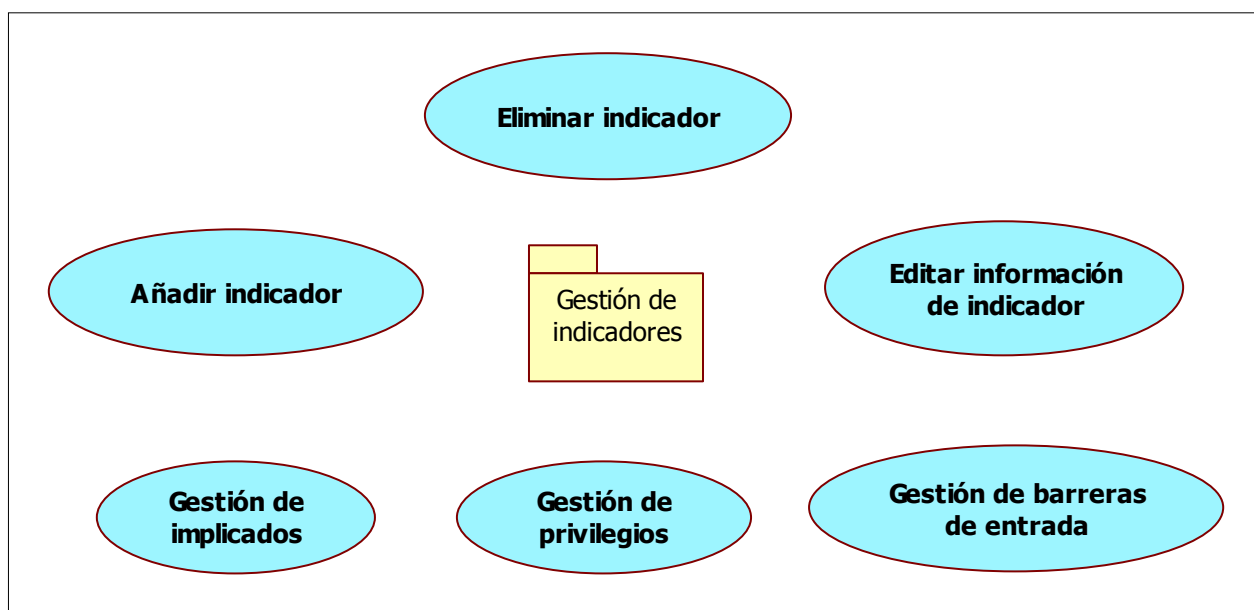 Eliminar indicador
Añadir indicador
Gestión de
indicadores
Editar información
de indicador
Gestión de
implicados
Gestión de
privilegios
Gestión de barreras
de entrada